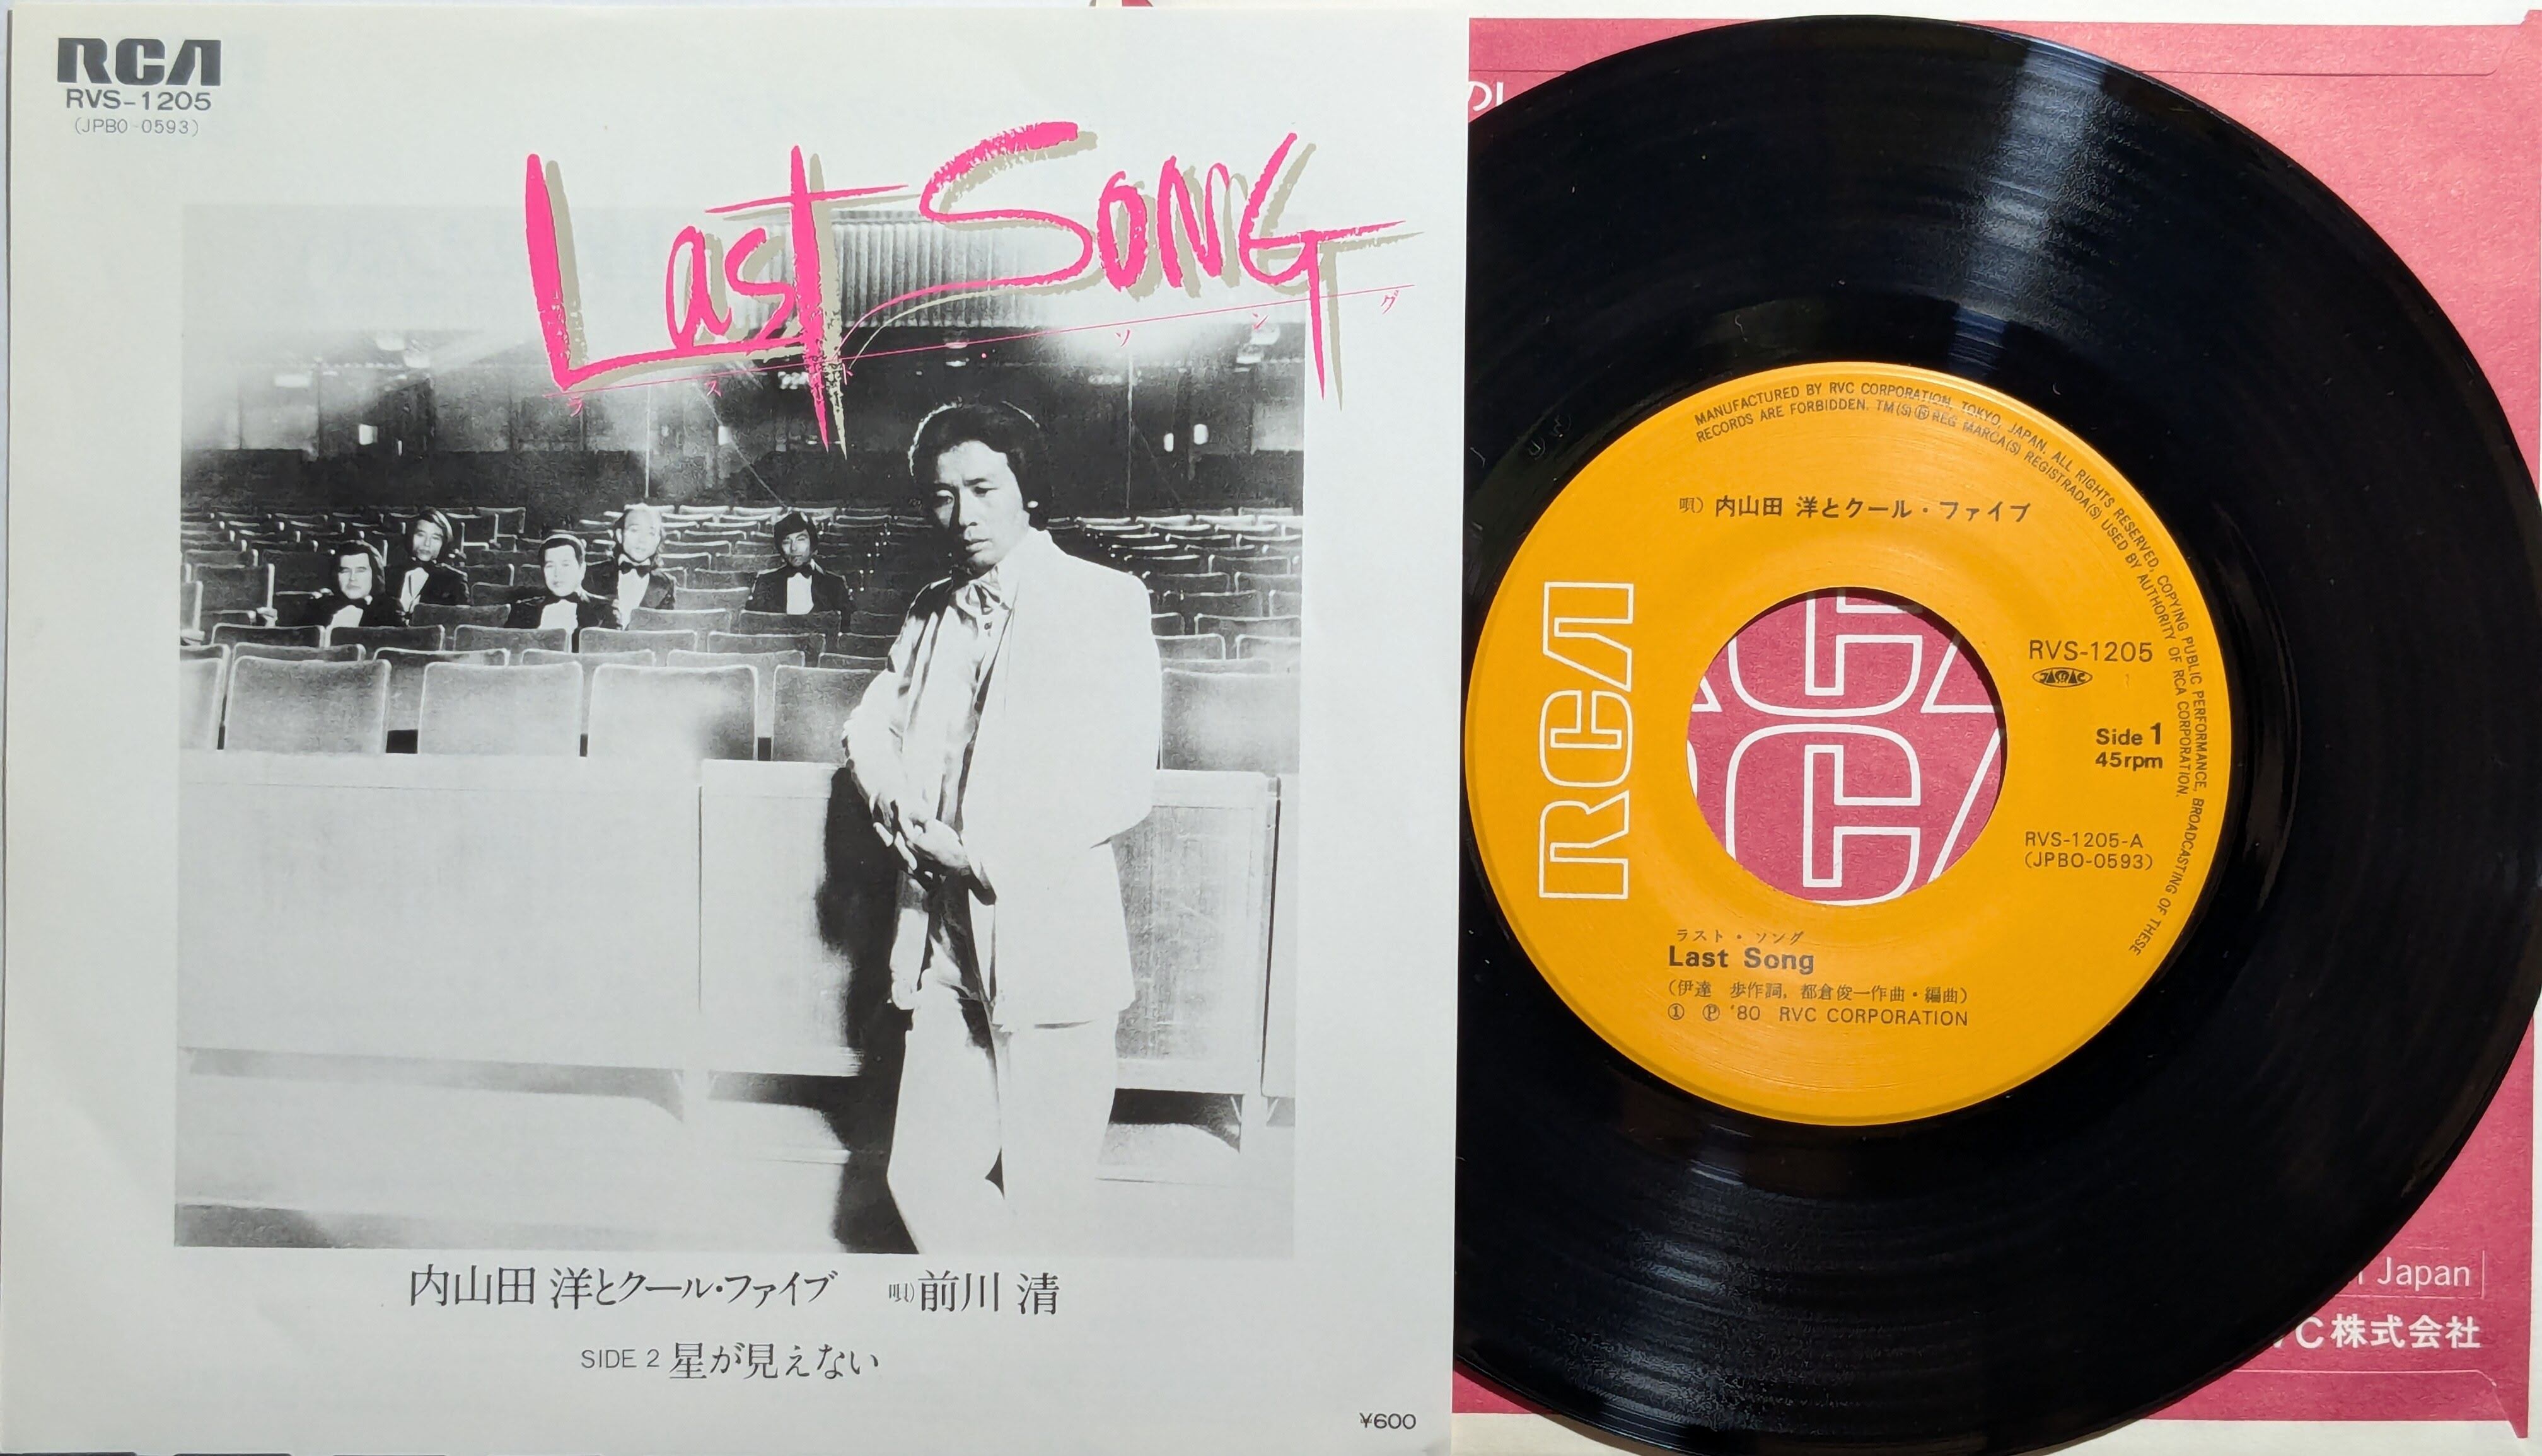 RCA
RVS-1205
(JPBO-0593)
Last Song
ラスト・ソング
内山田 洋とクール・ファイブ 唄)前川 清
SIDE 2 星が見えない
¥600
MANUFACTURED BY RVC CORPORATION, TOKYO, JAPAN. ALL RIGHTS RESERVED, COPYING, PUBLIC PERFORMANCE, BROADCASTING OF THESE
RECORDS ARE FORBIDDEN. TM(S) ® REG MARCA(S) REGISTRADA(S) USED BY AUTHORITY OF RCA CORPORATION.
唄) 内山田 洋とクール・ファイブ
RCA
RVS-1205
JASRAC
Side 1
45rpm
RVS-1205-A
(JPBO-0593)
ラスト・ソング
Last Song
(伊達 歩作詞, 都倉俊一作曲・編曲)
① Ⓟ '80 RVC CORPORATION
Japan
C株式会社